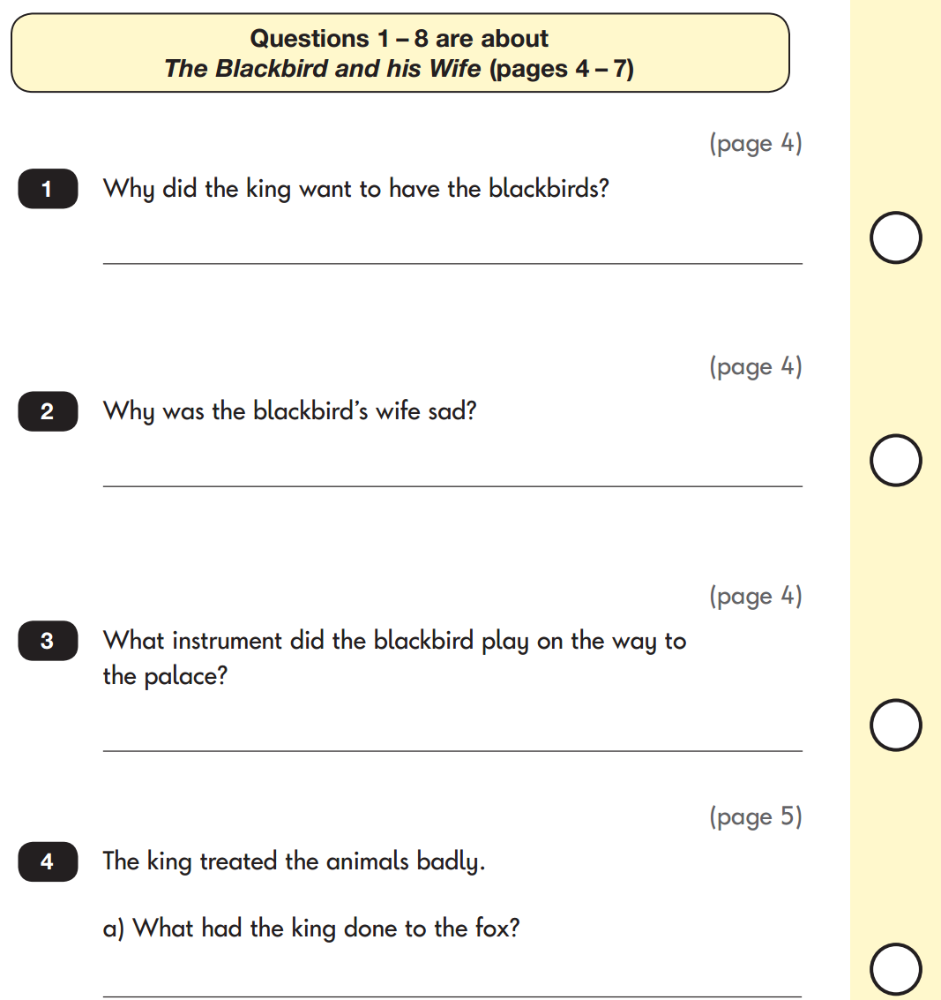 Questions 1 – 8 are about
The Blackbird and his Wife (pages 4 – 7)
(page 4)
1 Why did the king want to have the blackbirds?
(page 4)
2 Why was the blackbird’s wife sad?
(page 4)
3 What instrument did the blackbird play on the way to
the palace?
(page 5)
4 The king treated the animals badly.
a) What had the king done to the fox?